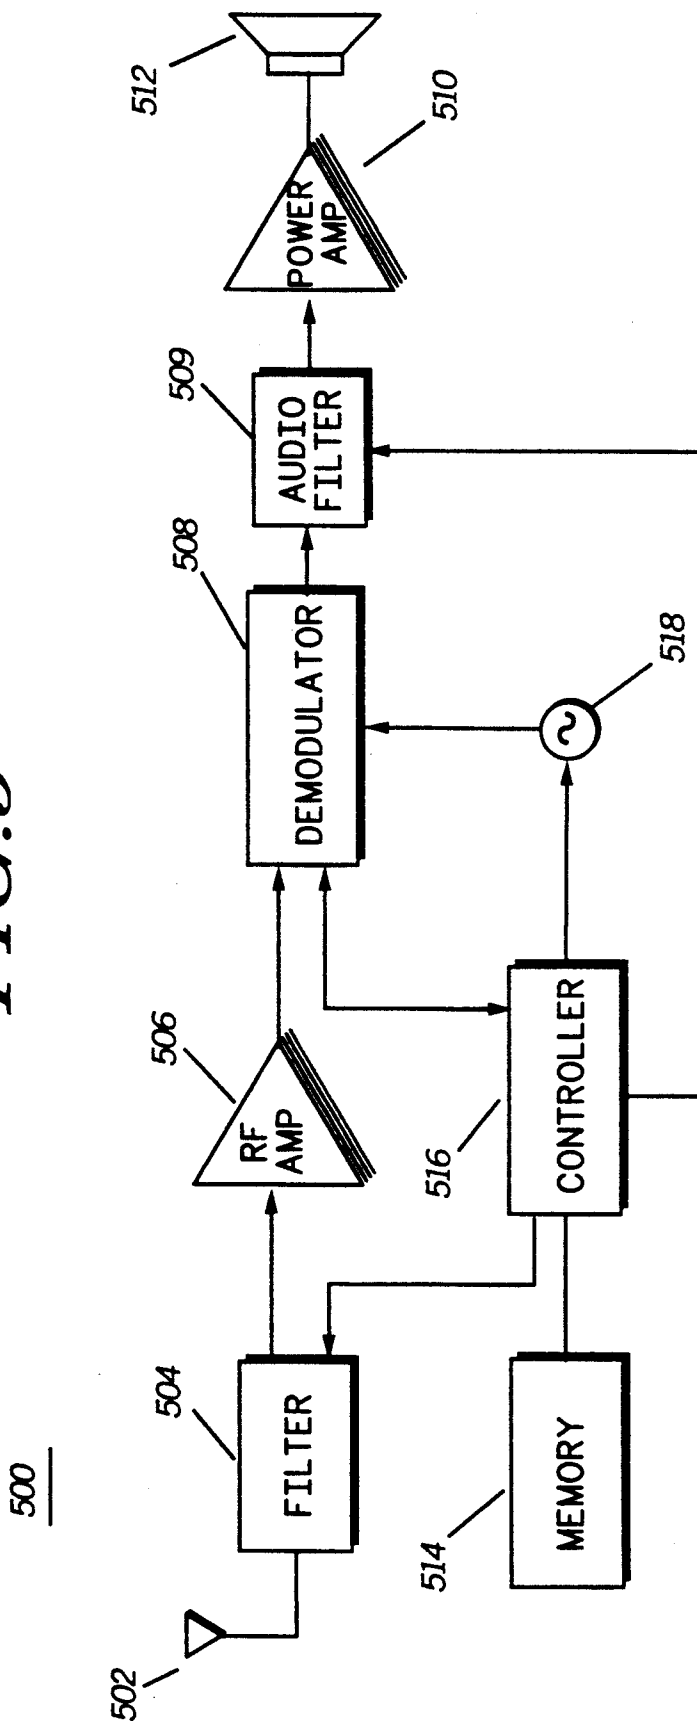 500
502
504
FILTER
506
RF
AMP
508
DEMODULATOR
509
AUDIO
FILTER
510
POWER
AMP
512
514
MEMORY
516
CONTROLLER
518